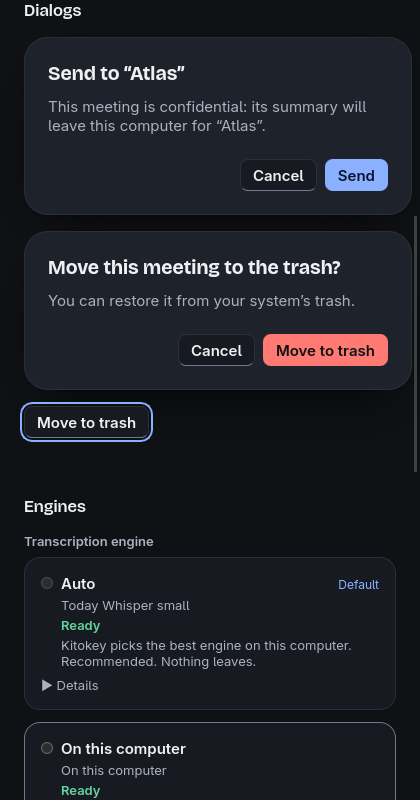 Dialogs
Send to “Atlas”
This meeting is confidential: its summary will
leave this computer for “Atlas”.
Cancel
Send
Move this meeting to the trash?
You can restore it from your system’s trash.
Cancel
Move to trash
Move to trash
Engines
Transcription engine
Auto
Default
Today Whisper small
Ready
Kitokey picks the best engine on this computer.
Recommended. Nothing leaves.
▶ Details
On this computer
On this computer
Ready